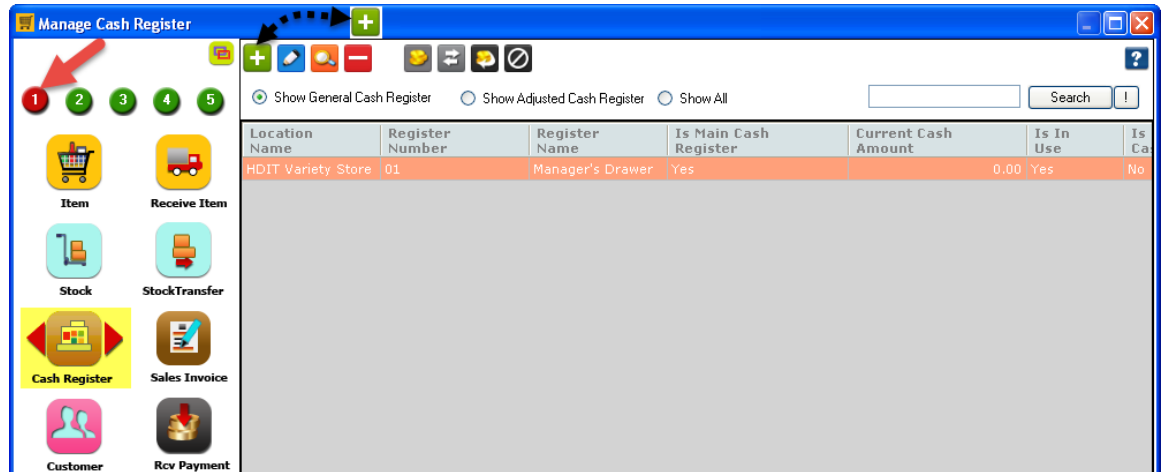 Manage Cash Register
?
1 2 3 4 5
Show General Cash Register Show Adjusted Cash Register Show All Search !
Location Name Register Number Register Name Is Main Cash Register Current Cash Amount Is In Use Is Ca
HDIT Variety Store 01 Manager's Drawer Yes 0.00 Yes No
Item Receive Item
Stock StockTransfer
Cash Register Sales Invoice
Customer Rcv Payment